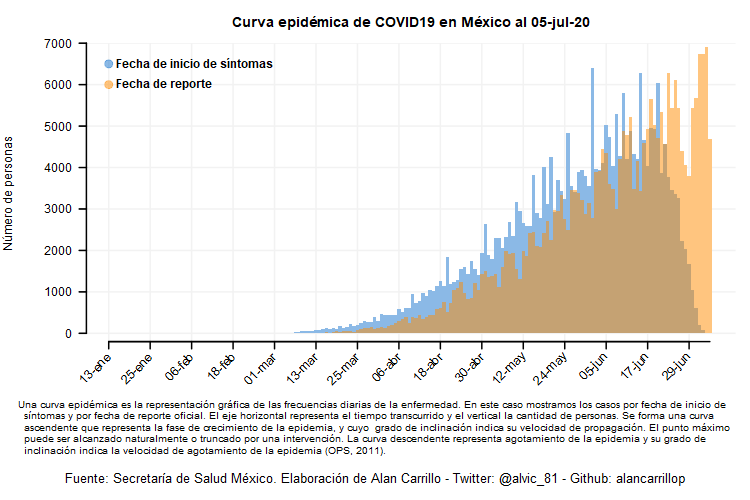 Curva epidémica de COVID19 en México al 05-jul-20
Fecha de inicio de síntomas
Fecha de reporte
Número de personas
7000
6000
5000
4000
3000
2000
1000
0
13-ene
25-ene
06-feb
18-feb
01-mar
13-mar
25-mar
06-abr
18-abr
30-abr
12-may
24-may
05-jun
17-jun
29-jun
Una curva epidémica es la representación gráfica de las frecuencias diarias de la enfermedad. En este caso mostramos los casos por fecha de inicio de
síntomas y por fecha de reporte oficial. El eje horizontal representa el tiempo transcurrido y el vertical la cantidad de personas. Se forma una curva
ascendente que representa la fase de crecimiento de la epidemia, y cuyo grado de inclinación indica su velocidad de propagación. El punto máximo
puede ser alcanzado naturalmente o truncado por una intervención. La curva descendente representa agotamiento de la epidemia y su grado de
inclinación indica la velocidad de agotamiento de la epidemia (OPS, 2011).
Fuente: Secretaría de Salud México. Elaboración de Alan Carrillo - Twitter: @alvic_81 - Github: alancarrillop